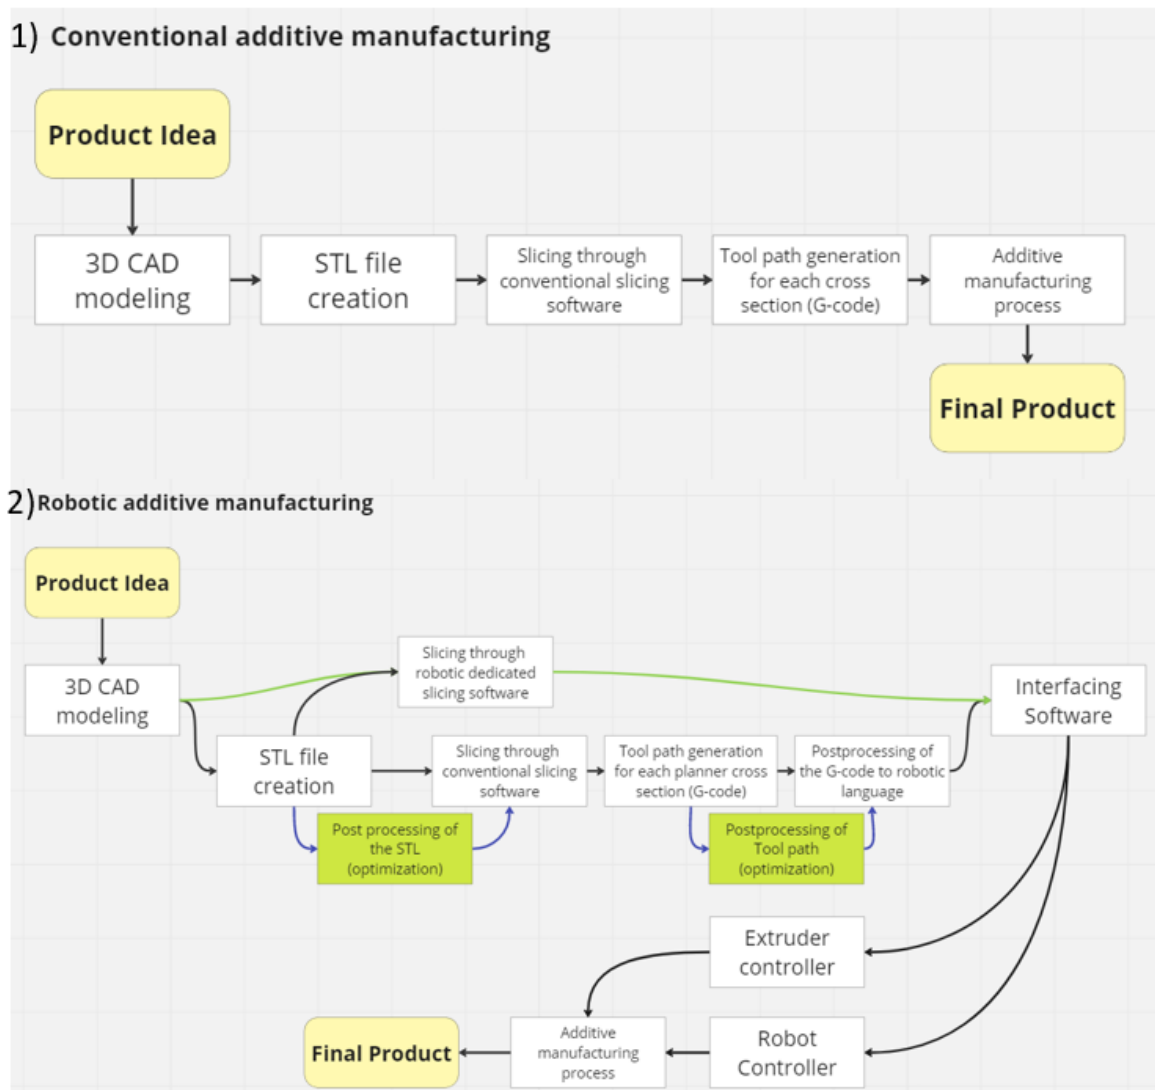 1) Conventional additive manufacturing
Product Idea
3D CAD
modeling
STL file
creation
Slicing through
conventional slicing
software
Tool path generation
for each cross
section (G-code)
Additive
manufacturing
process
Final Product
2) Robotic additive manufacturing
Product Idea
3D CAD
modeling
Slicing through
robotic dedicated
slicing software
Interfacing
Software
STL file
creation
Slicing through
conventional slicing
software
Tool path generation
for each planner cross
section (G-code)
Postprocessing of
the G-code to robotic
language
Post processing of
the STL
(optimization)
Postprocessing of
Tool path
(optimization)
Extruder
controller
Final Product
Additive
manufacturing
process
Robot
Controller